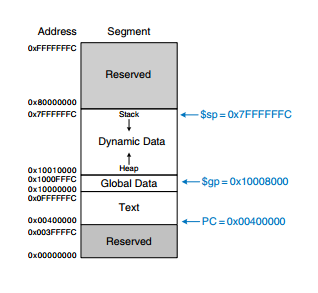 Address Segment
0xFFFFFFFC
Reserved
0x80000000
0x7FFFFFFC Stack $sp = 0x7FFFFFFC
Dynamic Data
0x10010000 Heap
0x1000FFFC
Global Data $gp = 0x10008000
0x10000000
0x0FFFFFFC
Text
0x00400000 PC = 0x00400000
0x003FFFFC
Reserved
0x00000000